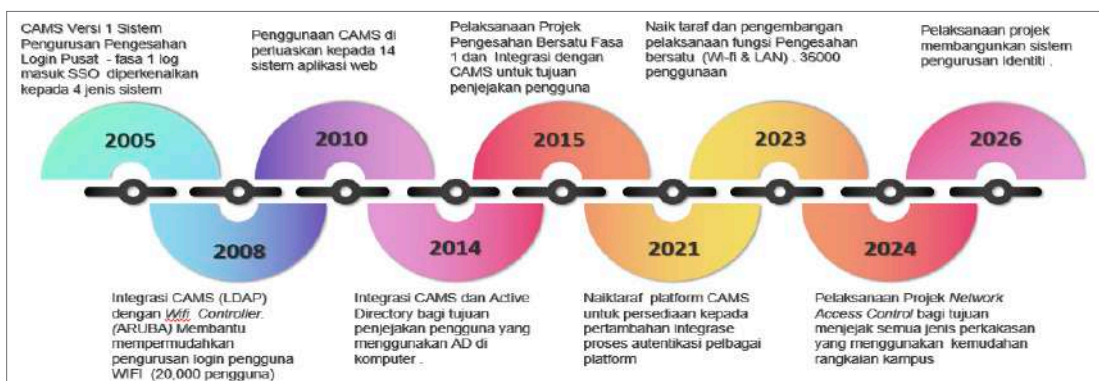 CAMS Versi 1 Sistem
Pengurusan Pengesahan
Login Pusat - fasa 1 log
masuk SSO diperkenalkan
kepada 4 jenis sistem
2005
Integrasi CAMS (LDAP)
dengan Wifi Controller.
(ARUBA) Membantu
mempermudahkan
pengurusan login pengguna
WIFI (20,000 pengguna)
2008
Penggunaan CAMS di
perluaskan kepada 14
sistem aplikasi web
2010
Integrasi CAMS dan Active
Directory bagi tujuan
penjejakan pengguna yang
menggunakan AD di
komputer .
2014
Pelaksanaan Projek
Pengesahan Bersatu Fasa
1 dan Integrasi dengan
CAMS untuk tujuan
penjejakan pengguna
2015
Naiktaraf platform CAMS
untuk persediaan kepada
pertambahan integrase
proses autentikasi pelbagai
platform
2021
Naik taraf dan pengembangan
pelaksanaan fungsi Pengesahan
bersatu (Wi-fi & LAN) . 36000
penggunaan
2023
Pelaksanaan Projek Network
Access Control bagi tujuan
menjejak semua jenis perkakasan
yang menggunakan kemudahan
rangkaian kampus
2024
Pelaksanaan projek
membangunkan sistem
pengurusan Identiti .
2026